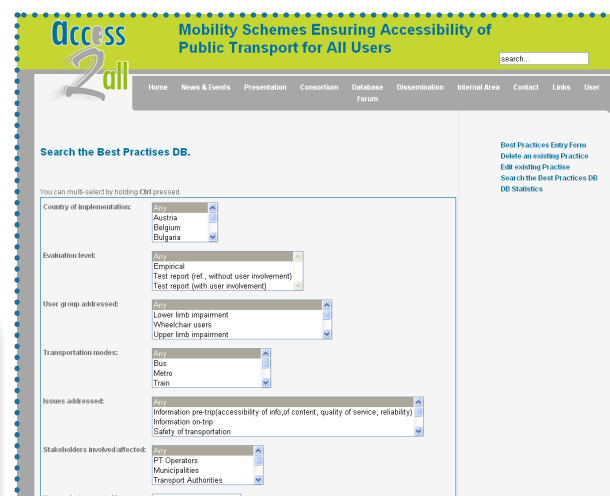 access
2all
Mobility Schemes Ensuring Accessibility of
Public Transport for All Users
search...
Home News & Events Presentation Consortium Database Forum Dissemination Internal Area Contact Links User
Search the Best Practises DB.
Best Practices Entry Form
Delete an existing Practice
Edit existing Practise
Search the Best Practices DB
DB Statistics
You can multi-select by holding Ctrl pressed.
Country of implementation:
Any
Austria
Belgium
Bulgaria
Evaluation level:
Any
Empirical
Test report (ref., without user involvement)
Test report (with user involvement)
User group addressed:
Any
Lower limb impairment
Wheelchair users
Upper limb impairment
Transportation modes:
Any
Bus
Metro
Train
Issues addressed:
Any
Information pre-trip(accessibility of info,of content, quality of service, reliability)
Information on-trip
Safety of transportation
Stakeholders involved/affected:
Any
PT Operators
Municipalities
Transport Authorities